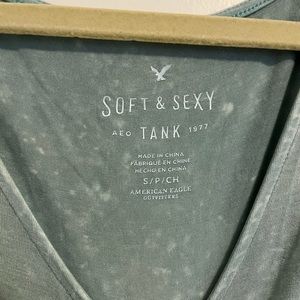 SOFT & SEXY
AEO TANK 1977
MADE IN CHINA
FABRIQUÉ EN CHINE
HECHO EN CHINA
S/P/CH
AMERICAN EAGLE
OUTFITTERS